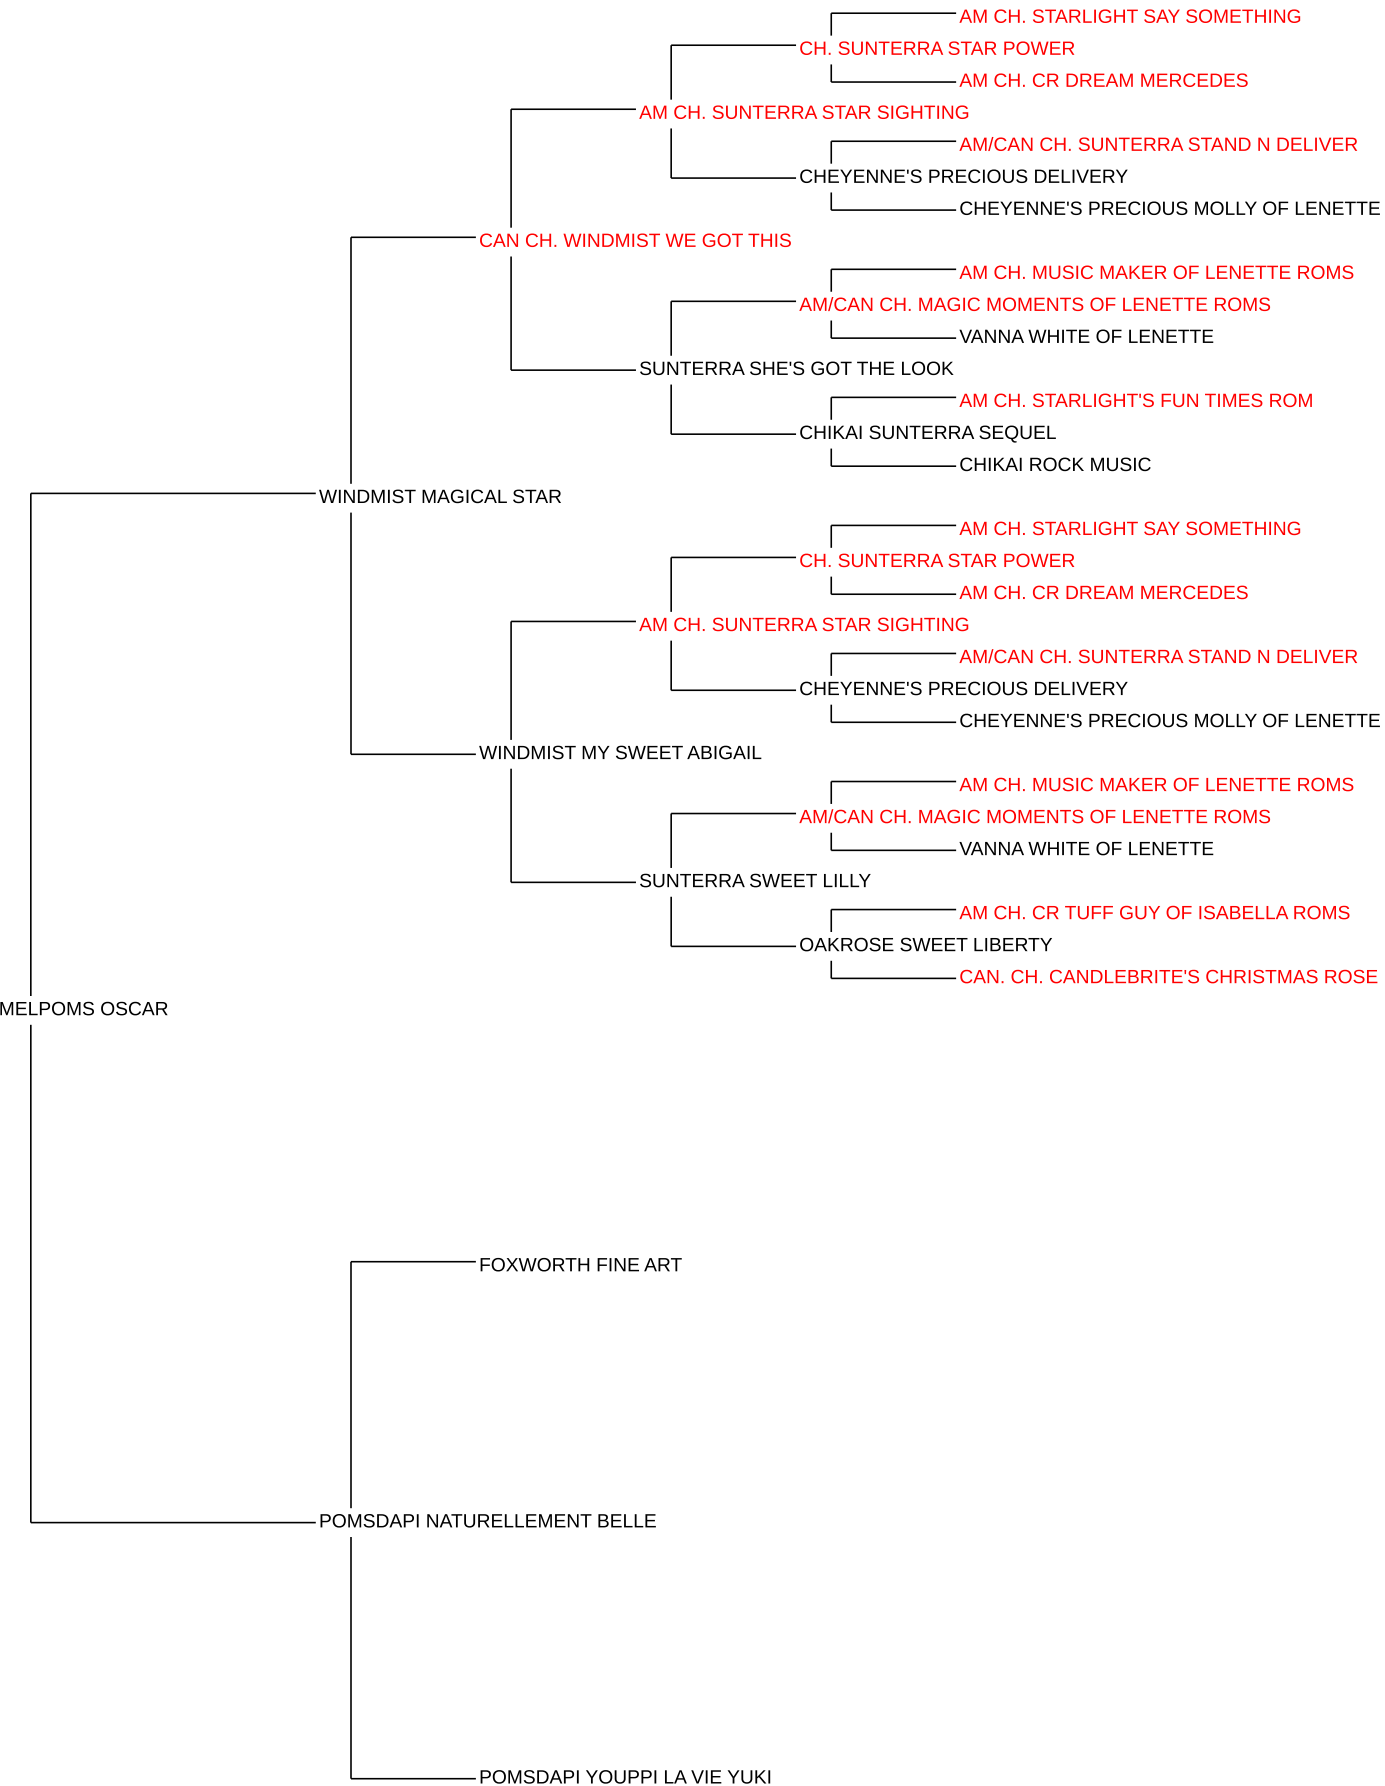 AM CH. STARLIGHT SAY SOMETHING
CH. SUNTERRA STAR POWER
AM CH. CR DREAM MERCEDES
AM CH. SUNTERRA STAR SIGHTING
AM/CAN CH. SUNTERRA STAND N DELIVER
CHEYENNE'S PRECIOUS DELIVERY
CHEYENNE'S PRECIOUS MOLLY OF LENETTE
CAN CH. WINDMIST WE GOT THIS
AM CH. MUSIC MAKER OF LENETTE ROMS
AM/CAN CH. MAGIC MOMENTS OF LENETTE ROMS
VANNA WHITE OF LENETTE
SUNTERRA SHE'S GOT THE LOOK
AM CH. STARLIGHT'S FUN TIMES ROM
CHIKAI SUNTERRA SEQUEL
CHIKAI ROCK MUSIC
WINDMIST MAGICAL STAR
AM CH. STARLIGHT SAY SOMETHING
CH. SUNTERRA STAR POWER
AM CH. CR DREAM MERCEDES
AM CH. SUNTERRA STAR SIGHTING
AM/CAN CH. SUNTERRA STAND N DELIVER
CHEYENNE'S PRECIOUS DELIVERY
CHEYENNE'S PRECIOUS MOLLY OF LENETTE
WINDMIST MY SWEET ABIGAIL
AM CH. MUSIC MAKER OF LENETTE ROMS
AM/CAN CH. MAGIC MOMENTS OF LENETTE ROMS
VANNA WHITE OF LENETTE
SUNTERRA SWEET LILLY
AM CH. CR TUFF GUY OF ISABELLA ROMS
OAKROSE SWEET LIBERTY
CAN. CH. CANDLEBRITE'S CHRISTMAS ROSE
MELPOMS OSCAR
FOXWORTH FINE ART
POMSDAPI NATURELLEMENT BELLE
POMSDAPI YOUPPI LA VIE YUKI